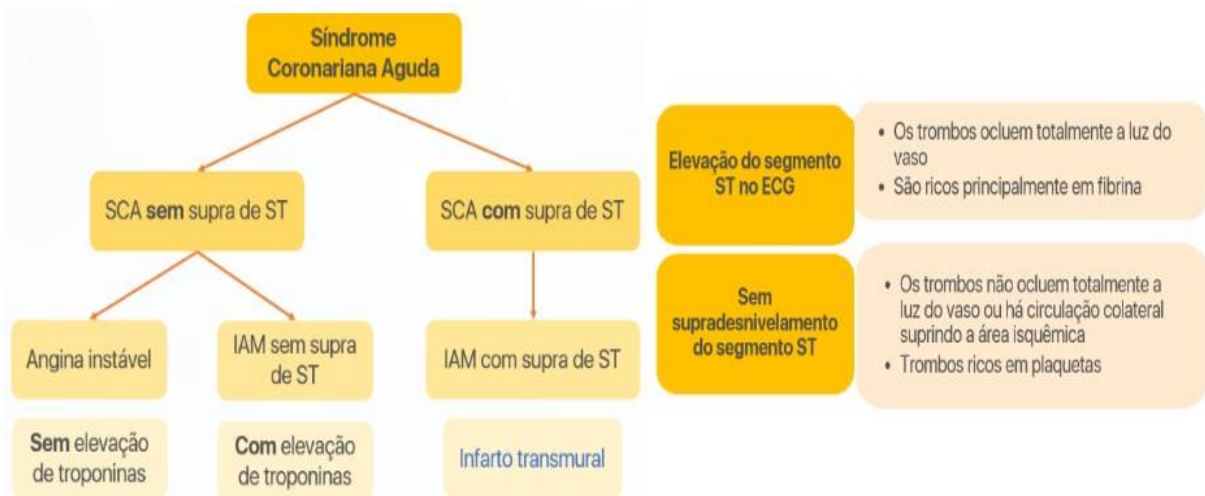 Síndrome
Coronariana Aguda
SCA sem supra de ST
SCA com supra de ST
Angina instável
IAM sem supra
de ST
IAM com supra de ST
Sem elevação
de troponinas
Com elevação
de troponinas
Infarto transmural
Elevação do segmento
ST no ECG
• Os trombos ocluem totalmente a luz do
vaso
• São ricos principalmente em fibrina
Sem
supradesnivelamento
do segmento ST
• Os trombos não ocluem totalmente a
luz do vaso ou há circulação colateral
suprindo a área isquêmica
• Trombos ricos em plaquetas